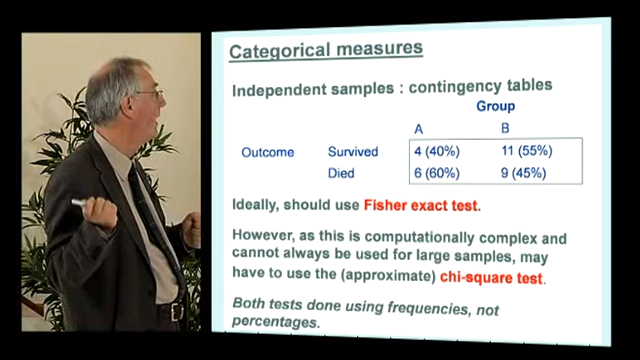 Categorical measures
Independent samples : contingency tables
Group
A B
Outcome Survived 4 (40%) 11 (55%)
Died 6 (60%) 9 (45%)
Ideally, should use Fisher exact test.
However, as this is computationally complex and
cannot always be used for large samples, may
have to use the (approximate) chi-square test.
Both tests done using frequencies, not
percentages.